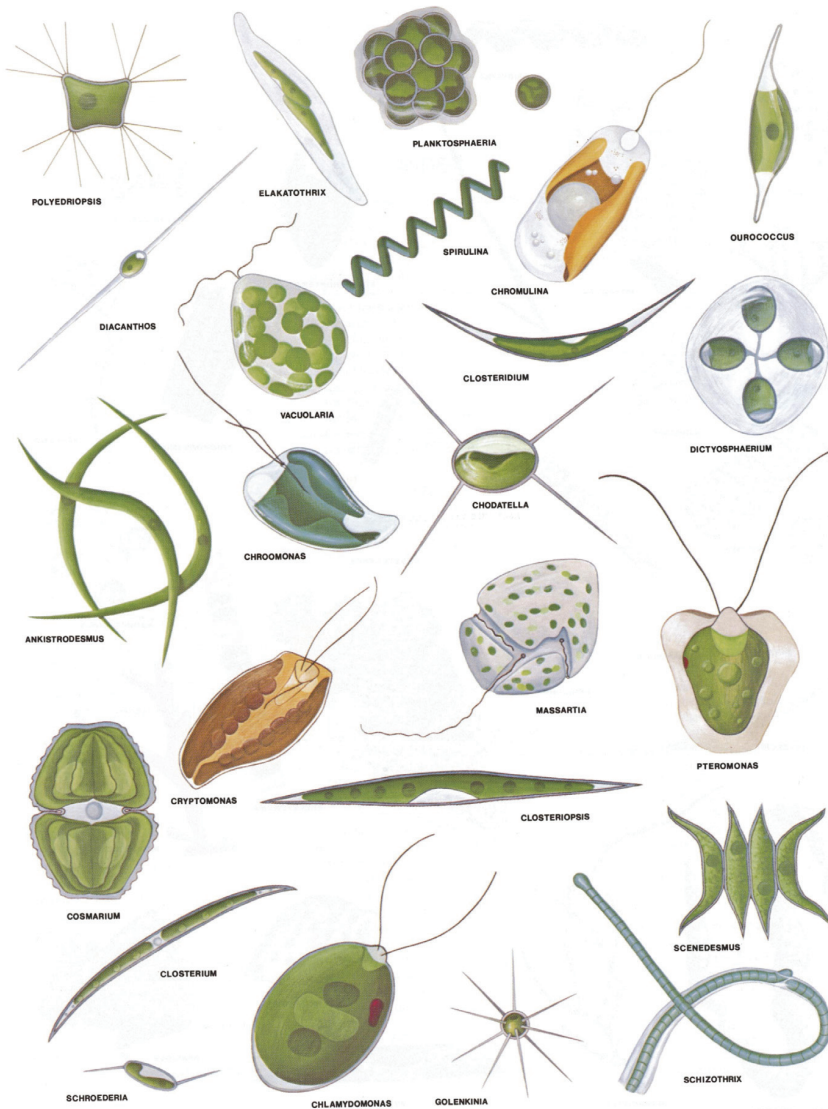 PLANKTOSPHAERIA
POLYEDRIOPSIS
ELAKATOTHRIX
OUROCOCCUS
SPIRULINA
CHROMULINA
DIACANTHOS
CLOSTERIDIUM
VACUOLARIA
DICTYOSPHAERIUM
CHODATELLA
CHROOMONAS
ANKISTRODESMUS
MASSARTIA
PTEROMONAS
CRYPTOMONAS
CLOSTERIOPSIS
COSMARIUM
SCENEDESMUS
CLOSTERIUM
SCHIZOTHRIX
SCHROEDERIA
CHLAMYDOMONAS
GOLENKINIA